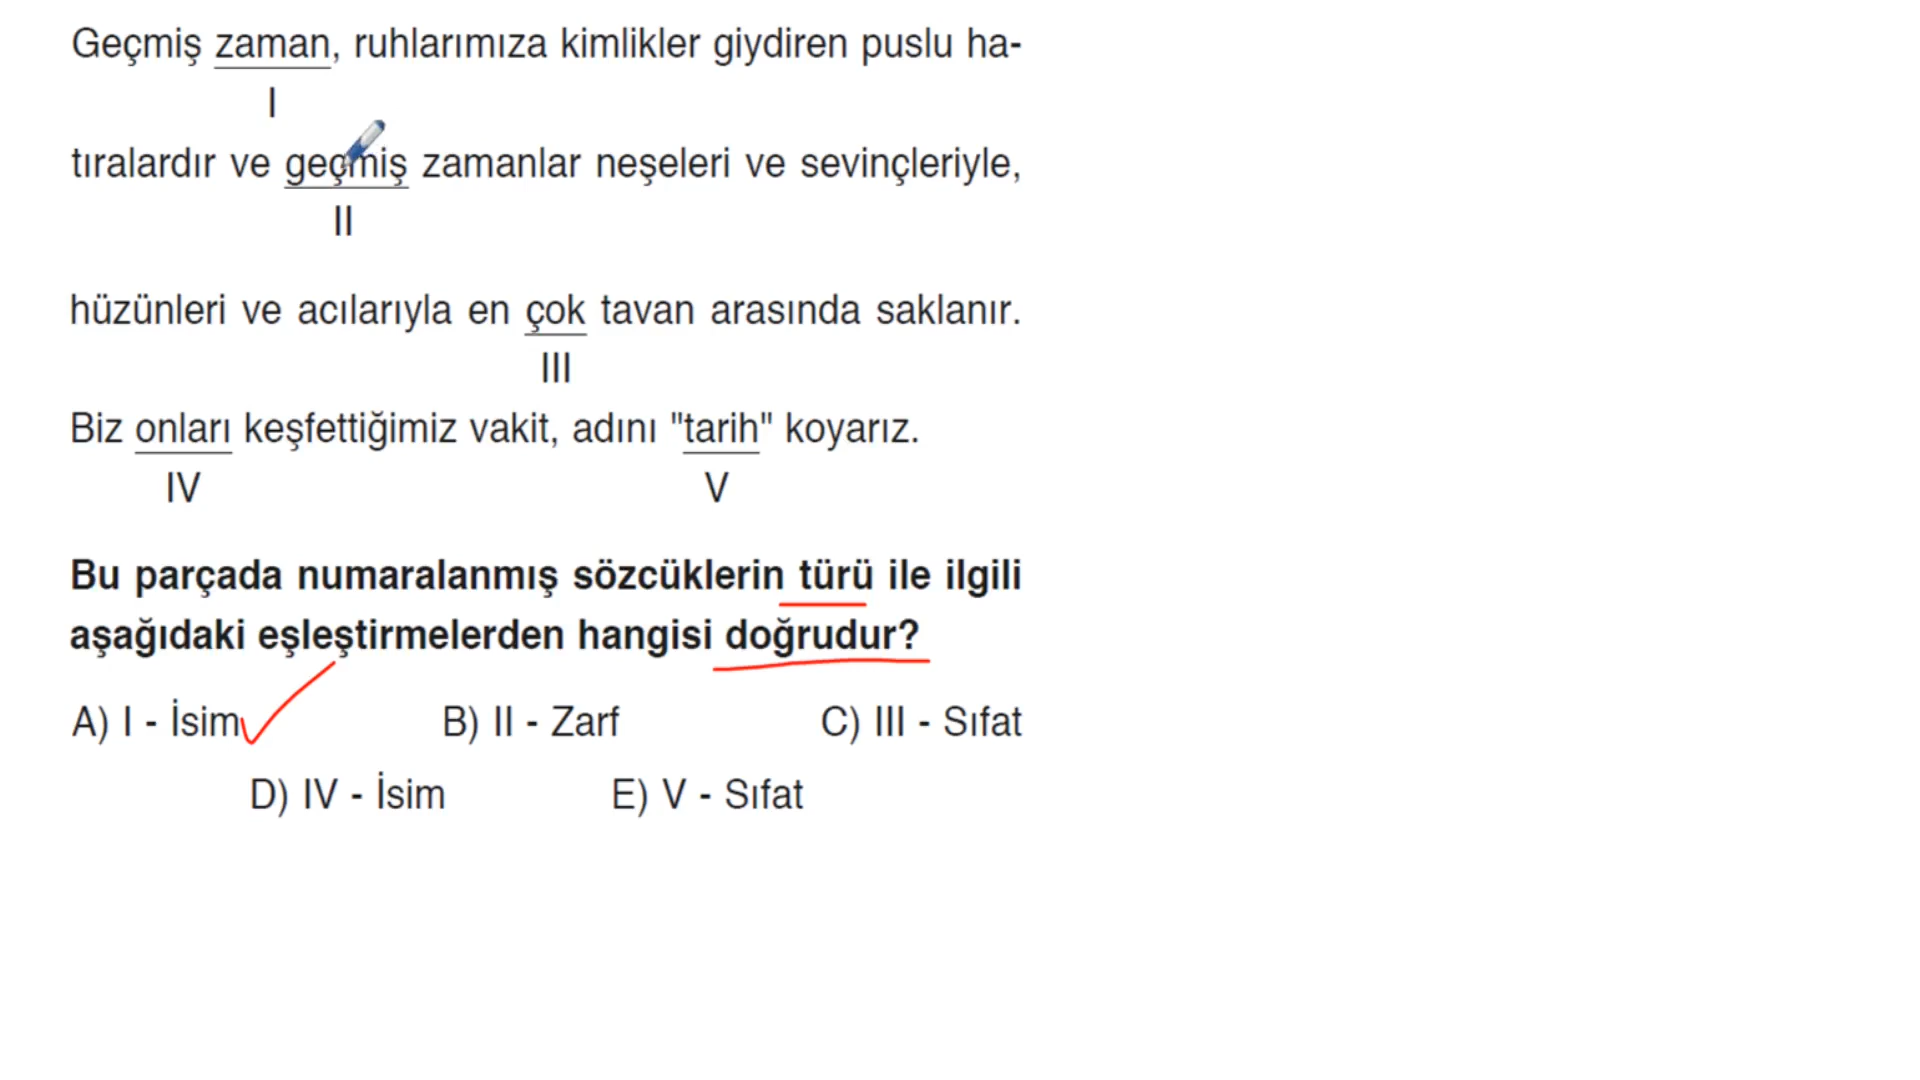 Geçmiş zaman, ruhlarımıza kimlikler giydiren puslu ha-
I
tıralardır ve geçmiş zamanlar neşeleri ve sevinçleriyle,
II
hüzünleri ve acılarıyla en çok tavan arasında saklanır.
III
Biz onları keşfettiğimiz vakit, adını "tarih" koyarız.
IV V
Bu parçada numaralanmış sözcüklerin türü ile ilgili
aşağıdaki eşleştirmelerden hangisi doğrudur?
A) I - İsim B) II - Zarf C) III - Sıfat
D) IV - İsim E) V - Sıfat